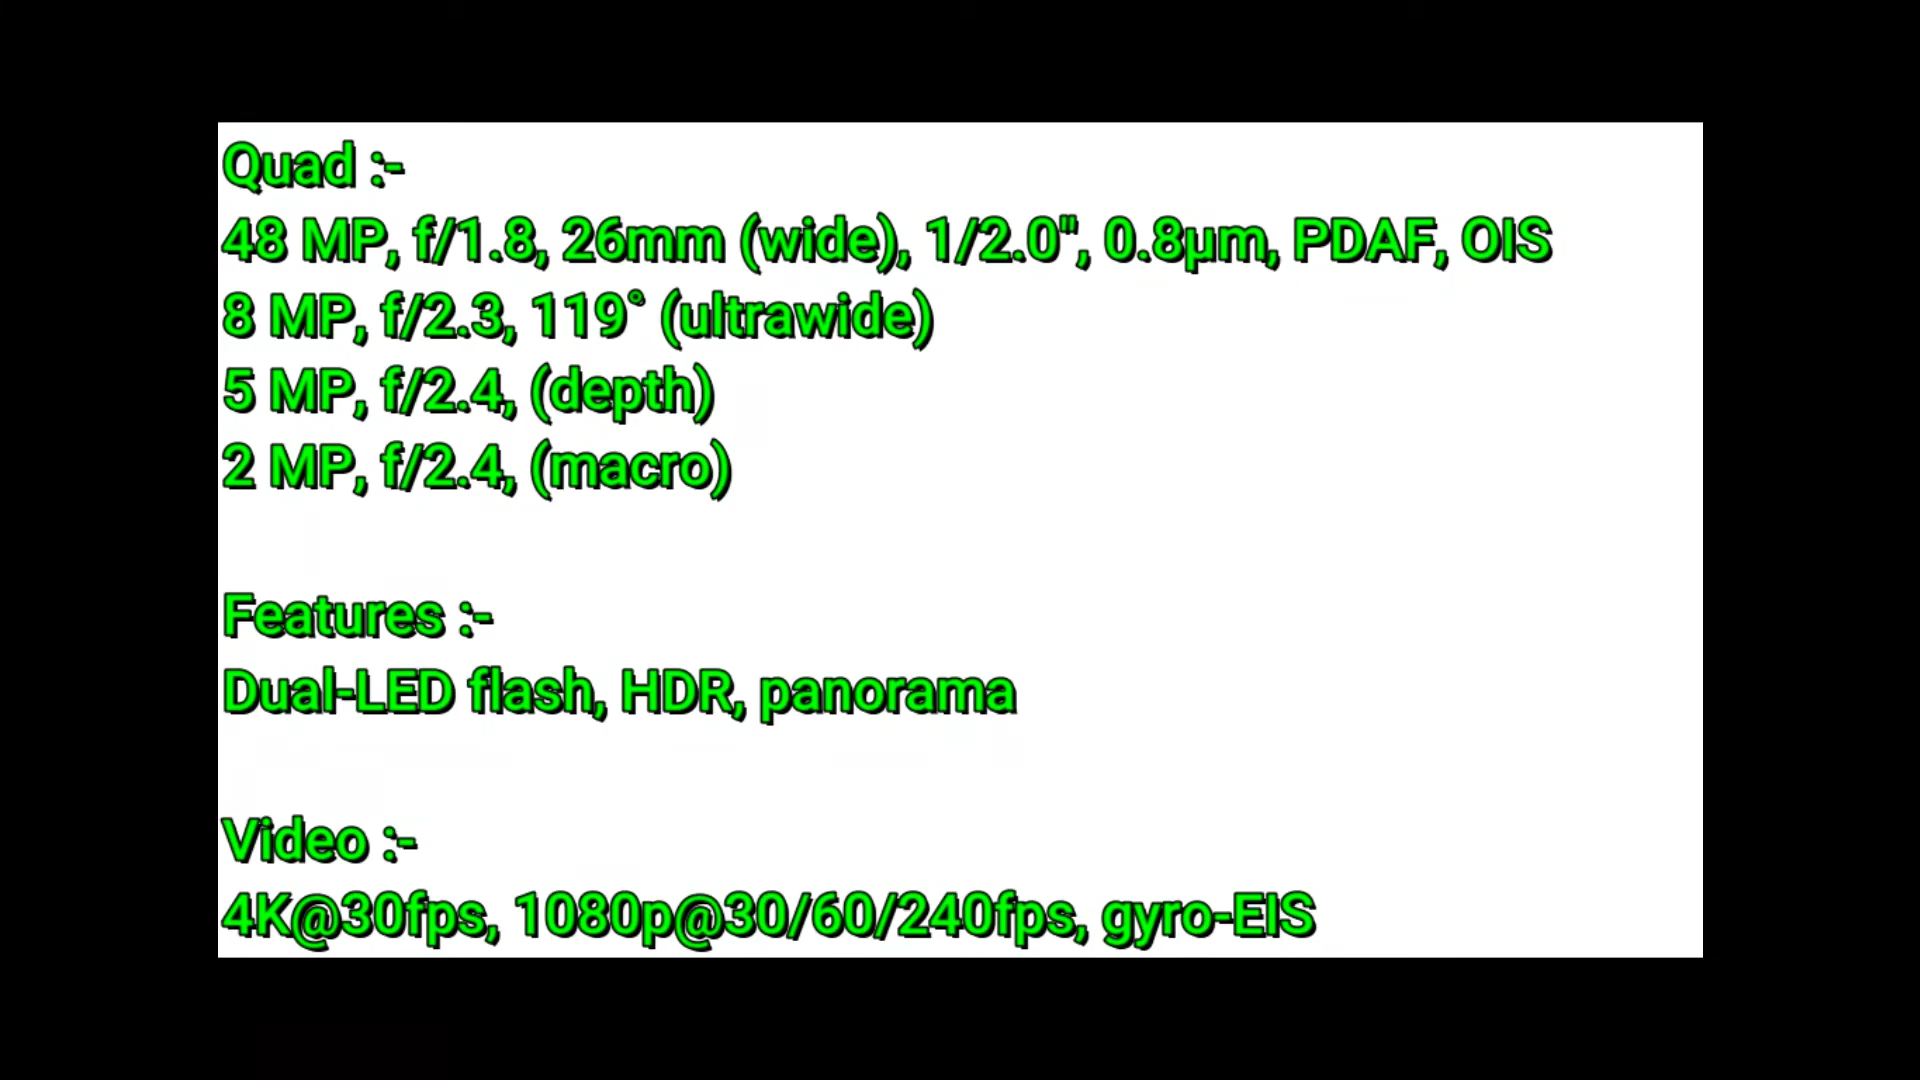 Quad :-
48 MP, f/1.8, 26mm (wide), 1/2.0", 0.8µm, PDAF, OIS
8 MP, f/2.3, 119˚ (ultrawide)
5 MP, f/2.4, (depth)
2 MP, f/2.4, (macro)
Features :-
Dual-LED flash, HDR, panorama
Video :-
4K@30fps, 1080p@30/60/240fps, gyro-EIS